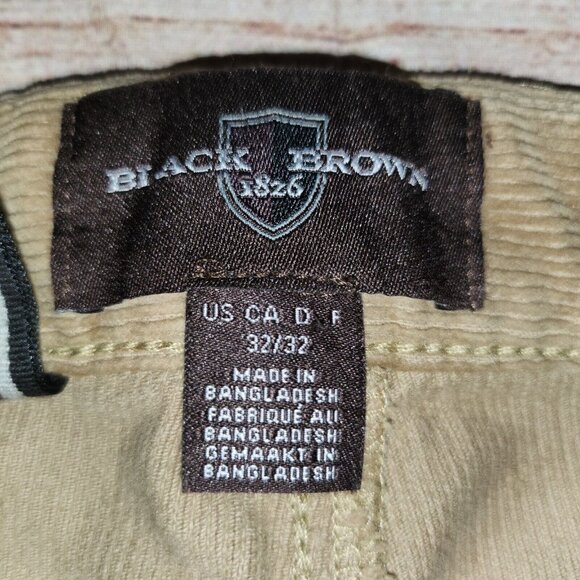 BLACK BROWN
1826
US CA D F
32/32
MADE IN
BANGLADESH
FABRIQUÉ AU
BANGLADESH
GEMAAKT IN
BANGLADESH